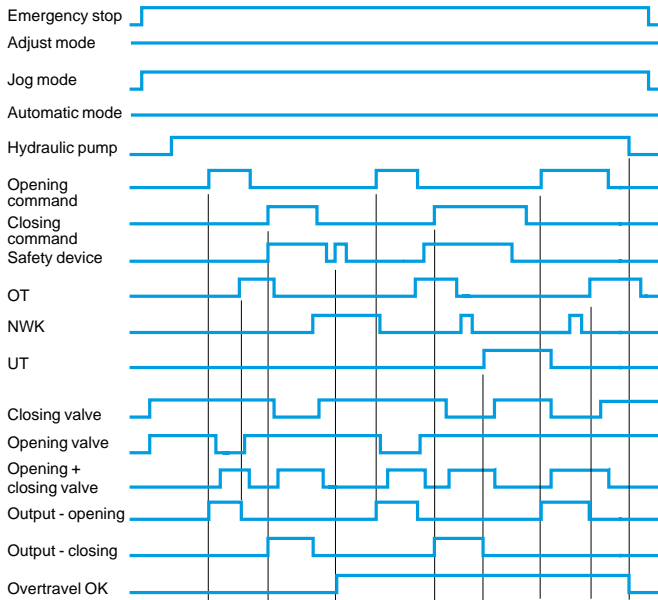 Emergency stop
Adjust mode
Jog mode
Automatic mode
Hydraulic pump
Opening
command
Closing
command
Safety device
OT
NWK
UT
Closing valve
Opening valve
Opening +
closing valve
Output - opening
Output - closing
Overtravel OK